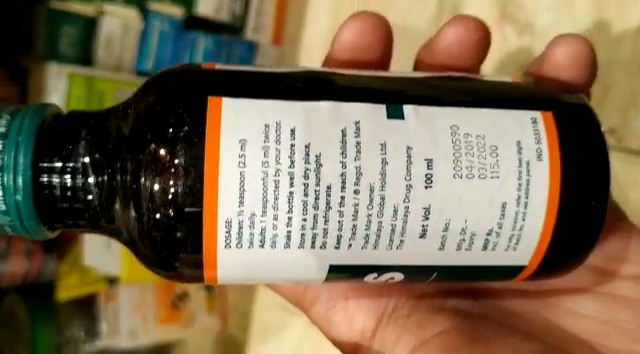 DOSAGE:
Children: ½ teaspoon (2.5 ml)
twice daily.
Adults: 1 teaspoonful (5 ml) twice
daily, or as directed by your doctor.
Shake the bottle well before use.
Store in a cool and dry place,
away from direct sunlight.
Do not refrigerate.
Keep out of the reach of children.
™ Trade Mark / ® Regd. Trade Mark
Trade Mark Owner:
Himalaya Global Holdings Ltd.
Licensed User:
The Himalaya Drug Company
Net Vol. 100 ml
Batch No.: 20900590
Mfg. Dt.: 04/2019
Expiry: 03/2022
MRP Rs. 115.00
Incl. of all taxes
IND 5033180
S